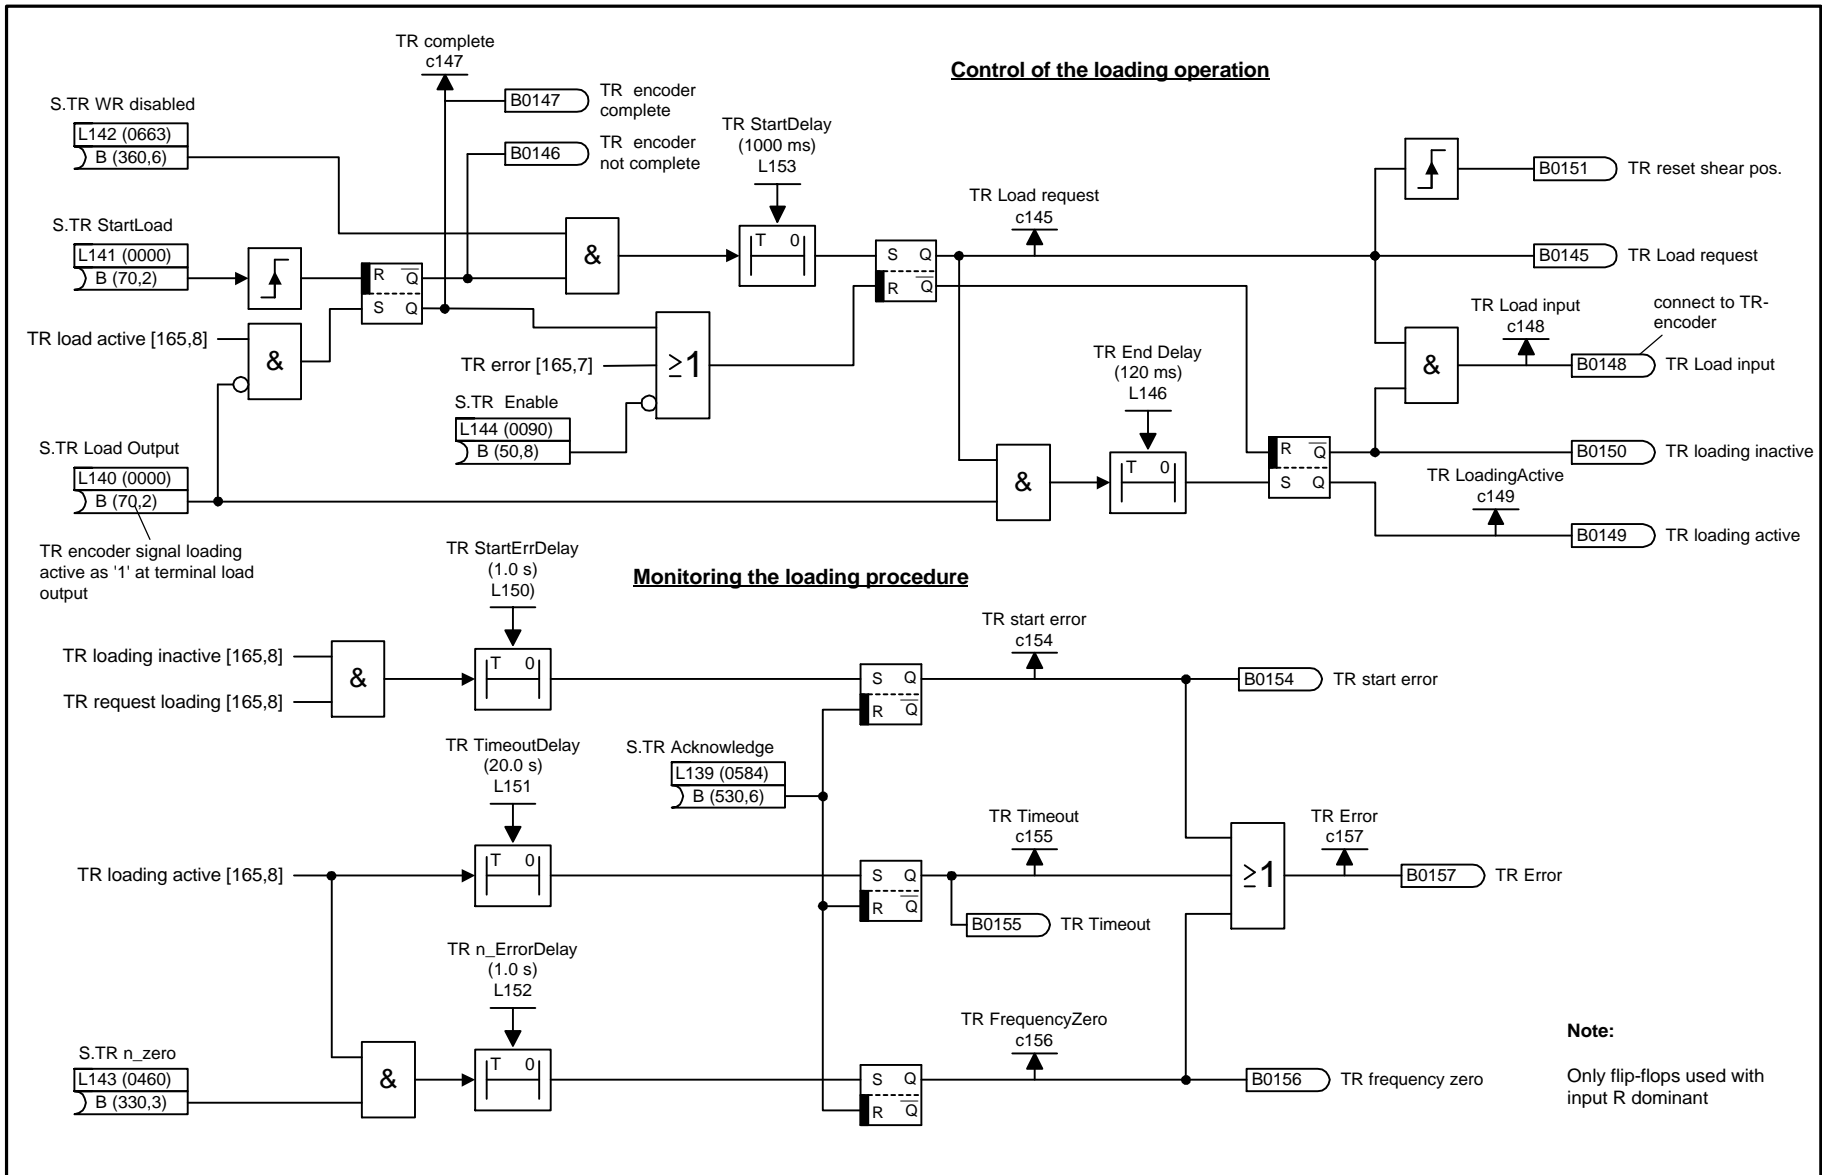 Control of the loading operation
TR complete
c147
S.TR WR disabled
L142 (0663)
B (360,6)
B0147
TR encoder
complete
B0146
TR encoder
not complete
TR StartDelay
(1000 ms)
L153
S.TR StartLoad
L141 (0000)
B (70,2)
R Q
S Q
&
T 0
S Q
R Q
TR Load request
c145
B0151
TR reset shear pos.
B0145
TR Load request
TR load active [165,8]
&
TR error [165,7]
≥1
S.TR Enable
L144 (0090)
B (50,8)
TR End Delay
(120 ms)
L146
TR Load input
c148
connect to TR-
encoder
&
B0148
TR Load input
S.TR Load Output
L140 (0000)
B (70,2)
&
T 0
R Q
S Q
B0150
TR loading inactive
TR LoadingActive
c149
B0149
TR loading active
TR encoder signal loading
active as '1' at terminal load
output
Monitoring the loading procedure
TR StartErrDelay
(1.0 s)
L150)
TR loading inactive [165,8]
TR request loading [165,8]
&
T 0
S Q
R Q
TR start error
c154
B0154
TR start error
TR TimeoutDelay
(20.0 s)
L151
S.TR Acknowledge
L139 (0584)
B (530,6)
TR loading active [165,8]
T 0
S Q
R Q
TR Timeout
c155
B0155
TR Timeout
≥1
TR Error
c157
B0157
TR Error
TR n_ErrorDelay
(1.0 s)
L152
S.TR n_zero
L143 (0460)
B (330,3)
&
T 0
S Q
R Q
TR FrequencyZero
c156
B0156
TR frequency zero
Note:
Only flip-flops used with
input R dominant